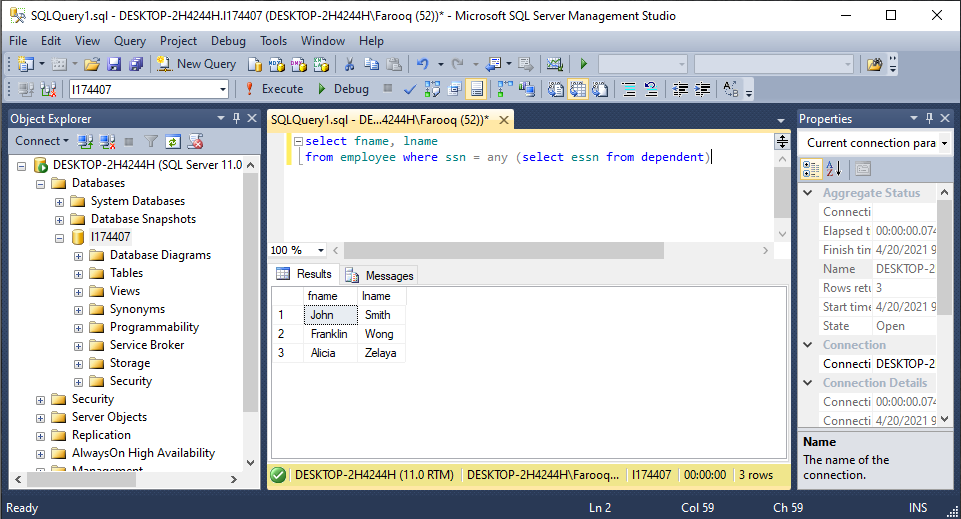 SQLQuery1.sql - DESKTOP-2H4244H.I174407 (DESKTOP-2H4244H\Farooq (52))* - Microsoft SQL Server Management Studio
File Edit View Query Project Debug Tools Window Help
New Query
I174407 Execute Debug
Object Explorer
Connect
DESKTOP-2H4244H (SQL Server 11.0
Databases
System Databases
Database Snapshots
I174407
Database Diagrams
Tables
Views
Synonyms
Programmability
Service Broker
Storage
Security
Security
Server Objects
Replication
AlwaysOn High Availability
Management
SQLQuery1.sql - DE...4244H\Farooq (52))*
select fname, lname
from employee where ssn = any (select essn from dependent)
100 %
Results Messages
fname lname
1 John Smith
2 Franklin Wong
3 Alicia Zelaya
DESKTOP-2H4244H (11.0 RTM) DESKTOP-2H4244H\Farooq... I174407 00:00:00 3 rows
Properties
Current connection para
Aggregate Status
Connecti
Elapsed t 00:00:00.074
Finish tim 4/20/2021 9
Name DESKTOP-2
Rows retu 3
Start time 4/20/2021 9
State Open
Connection
Connecti DESKTOP-2
Connection Details
Connecti 00:00:00.074
Connecti 4/20/2021 9
Name
The name of the
connection.
Ready Ln 2 Col 59 Ch 59 INS